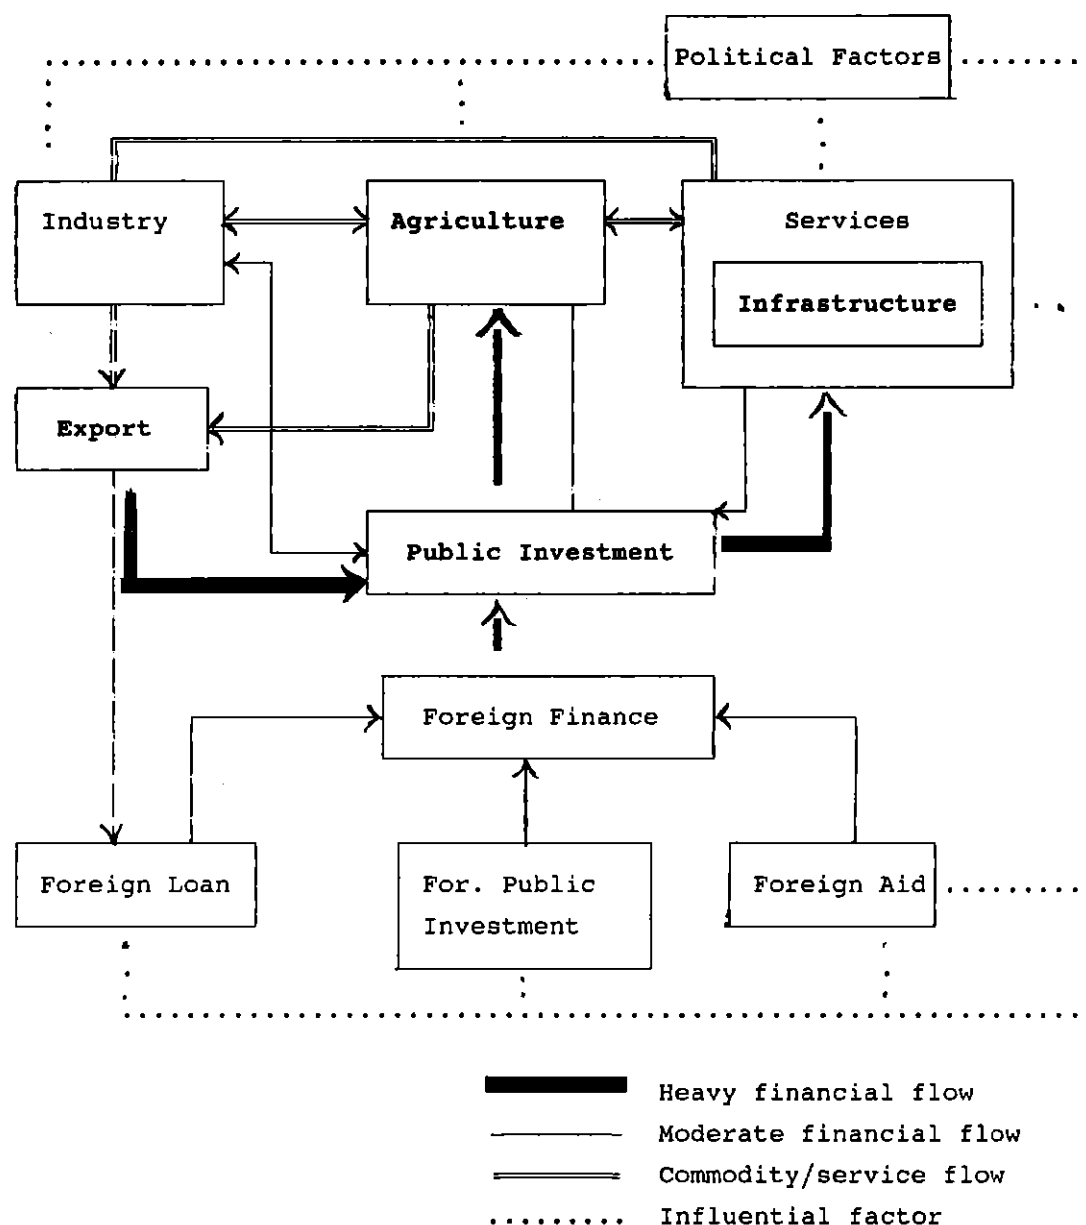 Political Factors
Industry
Agriculture
Services
Infrastructure
Export
Public Investment
Foreign Finance
Foreign Loan
For. Public
Investment
Foreign Aid
Heavy financial flow
Moderate financial flow
Commodity/service flow
Influential factor